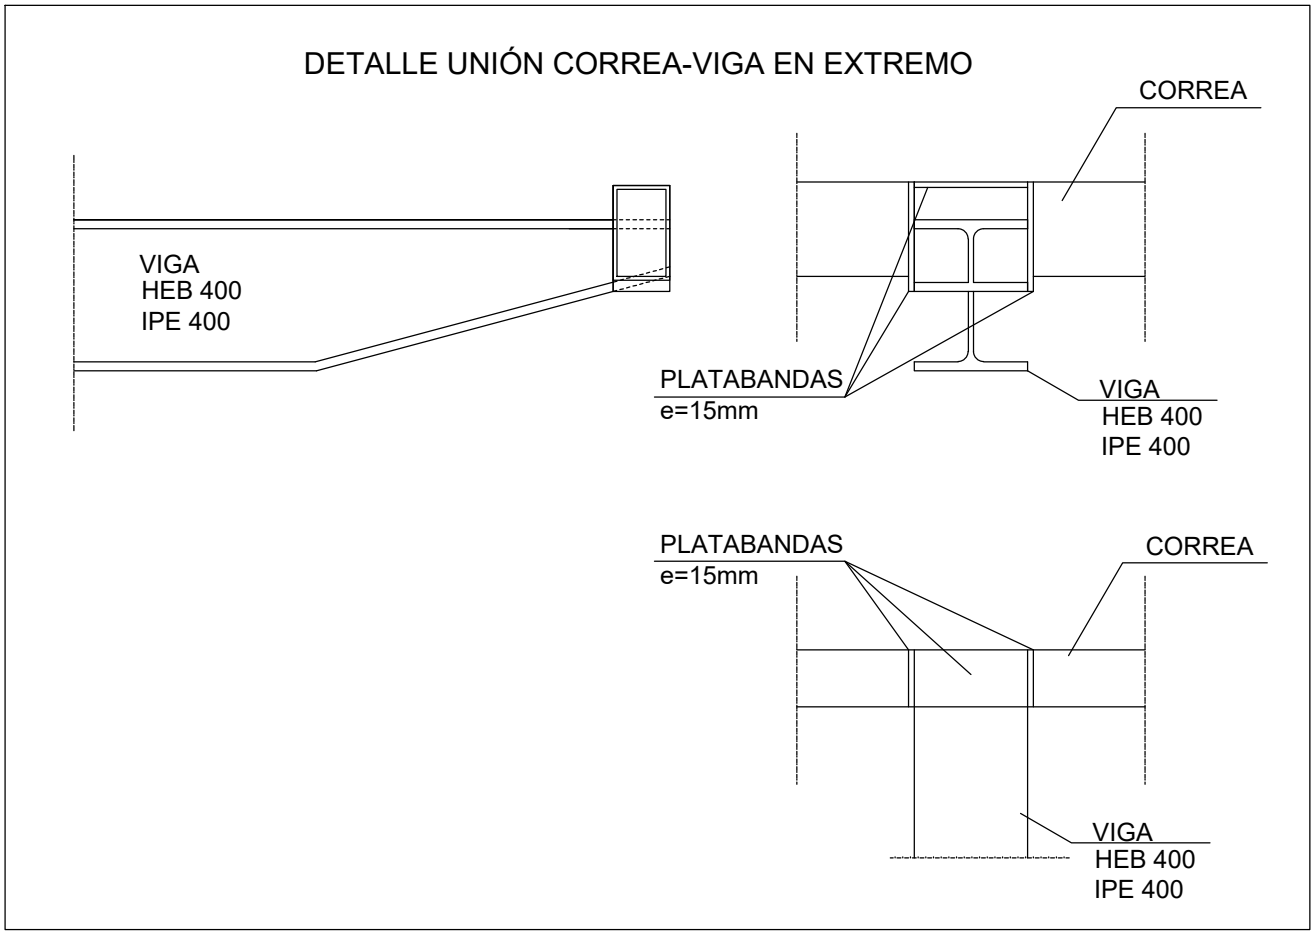 DETALLE UNIÓN CORREA-VIGA EN EXTREMO
CORREA
VIGA
HEB 400
IPE 400
PLATABANDAS
e=15mm
VIGA
HEB 400
IPE 400
PLATABANDAS
e=15mm
CORREA
VIGA
HEB 400
IPE 400